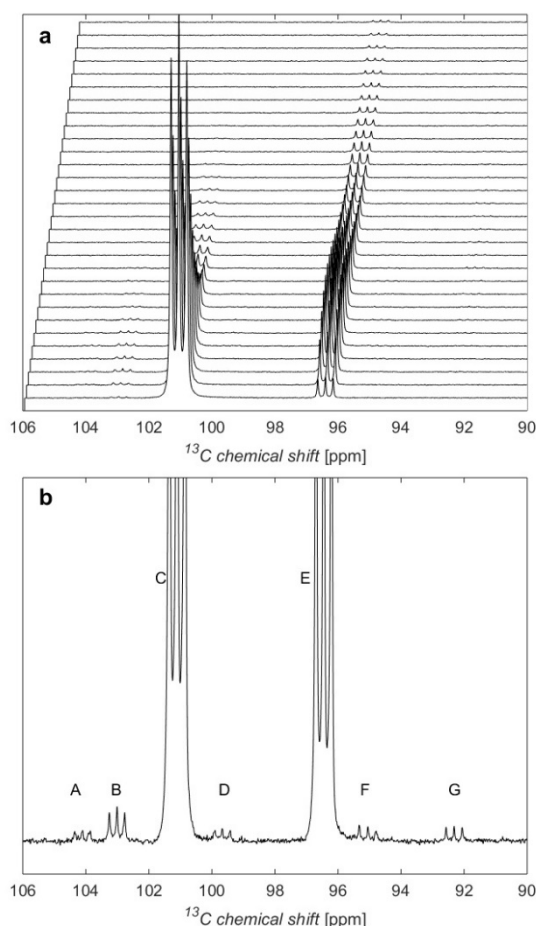 a
106 104 102 100 98 96 94 92 90
13C chemical shift [ppm]
b
C E
A B D F G
106 104 102 100 98 96 94 92 90
13C chemical shift [ppm]